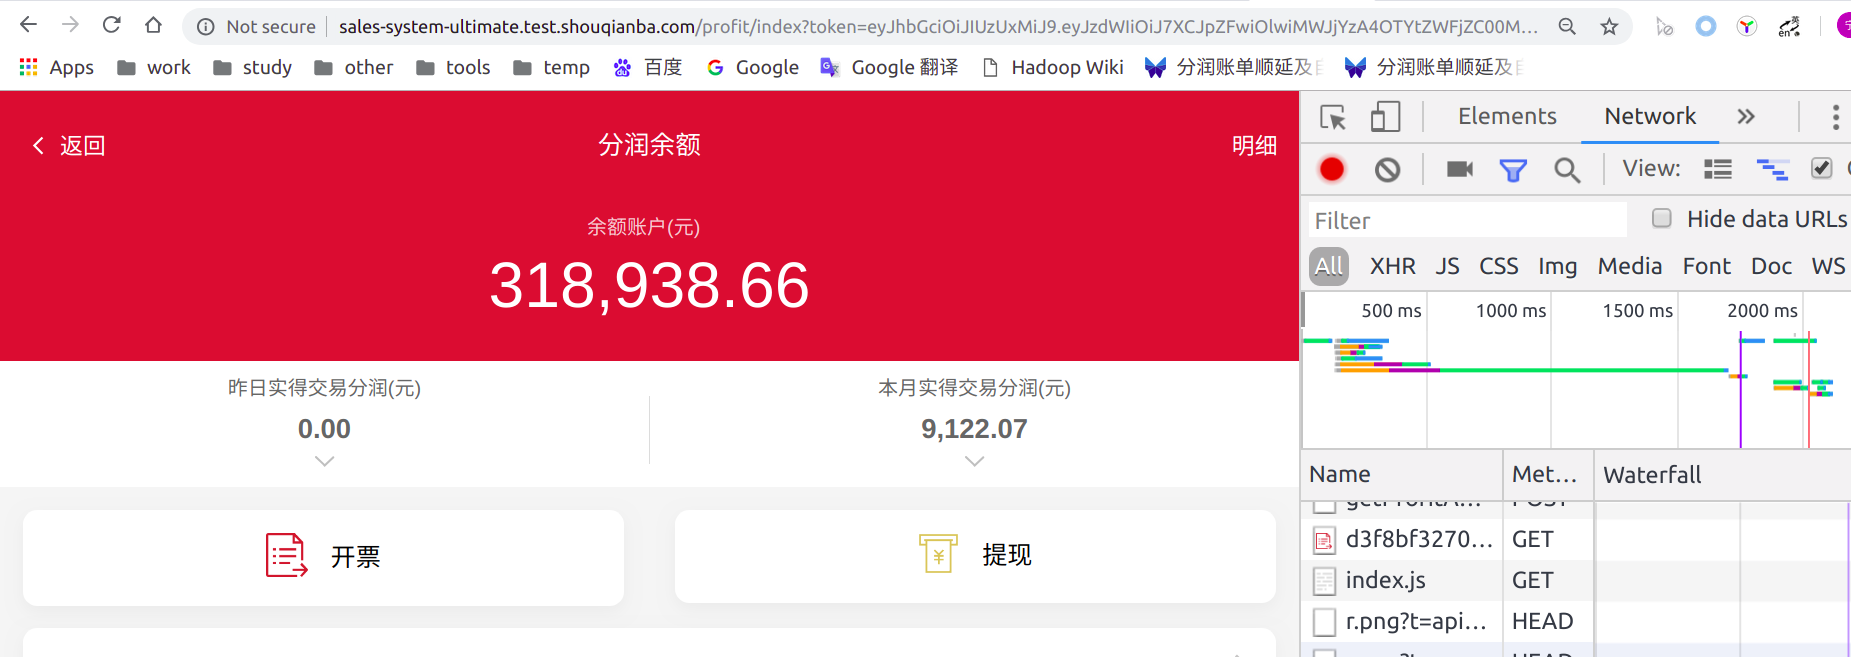 Not secure sales-system-ultimate.test.shouqianba.com/profit/index?token=eyJhbGciOiJIUzUxMiJ9.eyJzdWIiOiJ7XCJpZFwiOlwiMWJjYzA4OTYtZWFjZC00M...
英 en
Apps work study other tools temp 百度 Google Google 翻译 Hadoop Wiki 分润账单顺延及 分润账单顺延及
返回 分润余额 明细
余额账户(元)
318,938.66
昨日实得交易分润(元) 本月实得交易分润(元)
0.00 9,122.07
开票 提现
Elements Network
View:
Filter Hide data URLs
All XHR JS CSS Img Media Font Doc WS
500 ms 1000 ms 1500 ms 2000 ms
Name Met... Waterfall
d3f8bf3270... GET
index.js GET
r.png?t=api... HEAD